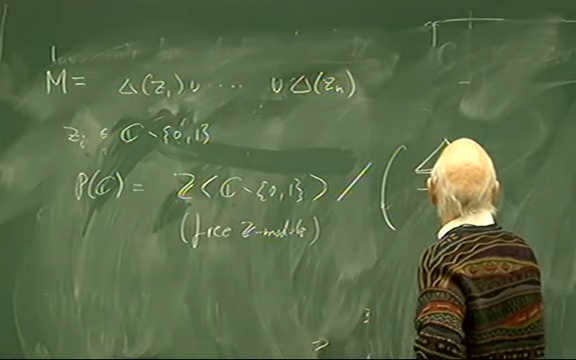 M = Δ(z₁) ∪ ··· ∪ Δ(zₙ)
zᵢ ∈ ℂ∖{0,1}
P(ℂ) = ℤ⟨ℂ∖{0,1}⟩ / (
(free ℤ-module)